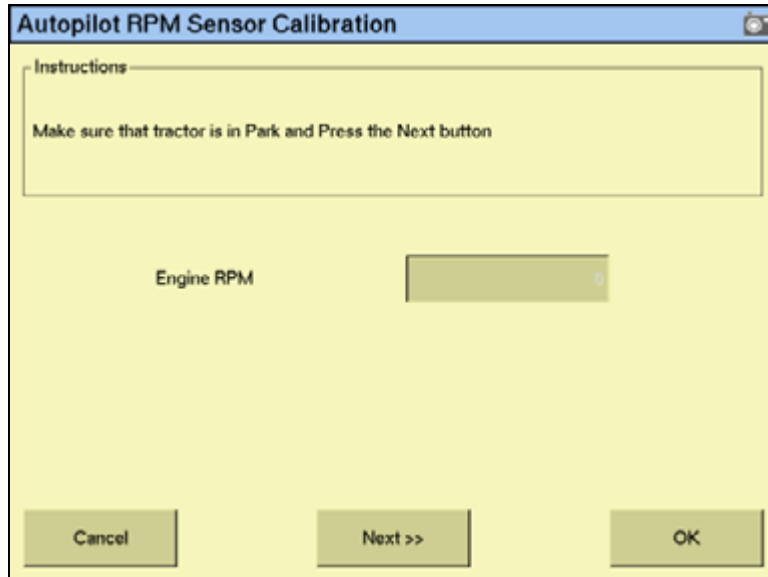 Autopilot RPM Sensor Calibration
Instructions
Make sure that tractor is in Park and Press the Next button
Engine RPM
0
Cancel
Next >>
OK